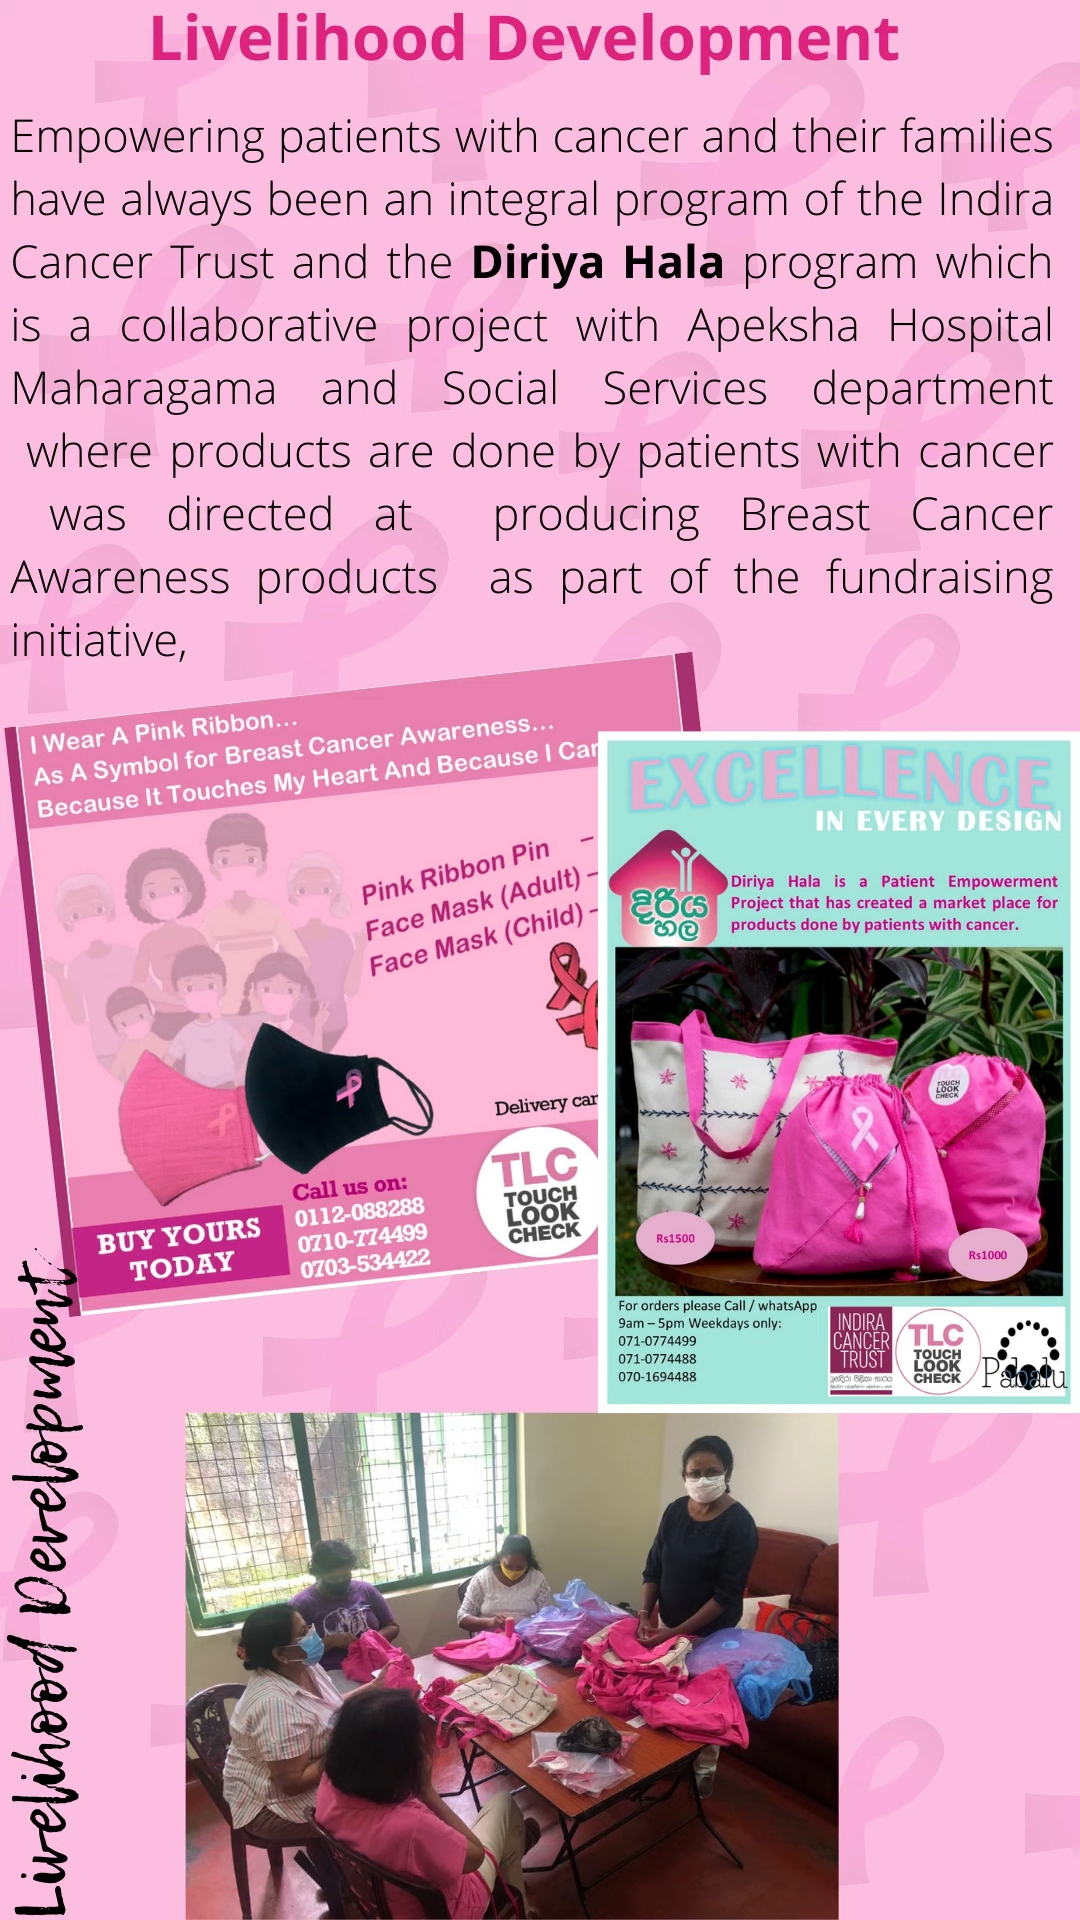 Livelihood Development
Empowering patients with cancer and their families
have always been an integral program of the Indira
Cancer Trust and the Diriya Hala program which
is a collaborative project with Apeksha Hospital
Maharagama and Social Services department
where products are done by patients with cancer
was directed at producing Breast Cancer
Awareness products as part of the fundraising
initiative,
I Wear A Pink Ribbon...
As A Symbol for Breast Cancer Awareness...
Because It Touches My Heart And Because I Car
Pink Ribbon Pin –
Face Mask (Adult) –
Face Mask (Child) –
Delivery can
BUY YOURS
TODAY
Call us on:
0112-088288
0710-774499
0703-534422
TLC
TOUCH
LOOK
CHECK
EXCELLENCE
IN EVERY DESIGN
දිරිය
හල
Diriya Hala is a Patient Empowerment
Project that has created a market place for
products done by patients with cancer.
TOUCH
LOOK
CHECK
Rs1500
Rs1000
For orders please Call / whatsApp
9am – 5pm Weekdays only:
071-0774499
071-0774488
070-1694488
INDIRA
CANCER
TRUST
ඉන්දිරා පිළිකා භාරය
TLC
TOUCH
LOOK
CHECK
Pabalu
Livelihood Development